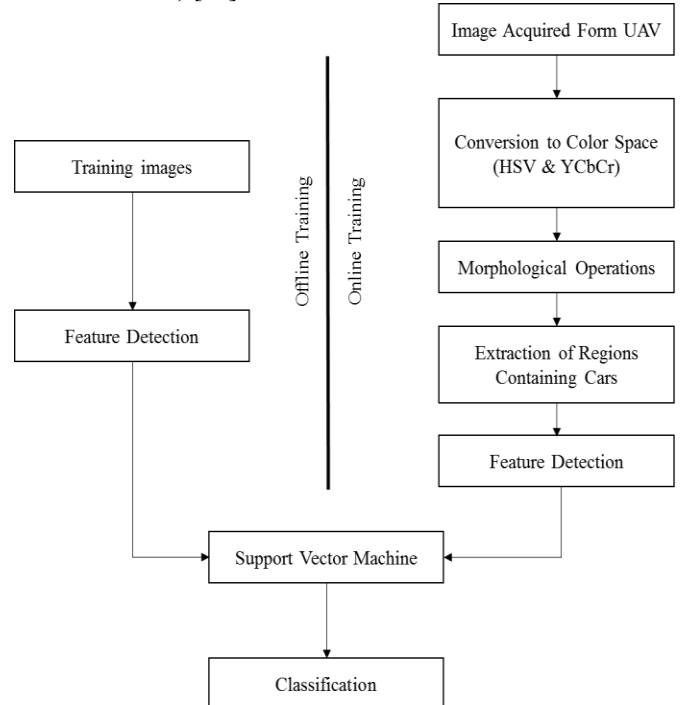 Image Acquired Form UAV
Conversion to Color Space
(HSV & YCbCr)
Training images
Offline Training
Online Training
Morphological Operations
Feature Detection
Extraction of Regions
Containing Cars
Feature Detection
Support Vector Machine
Classification